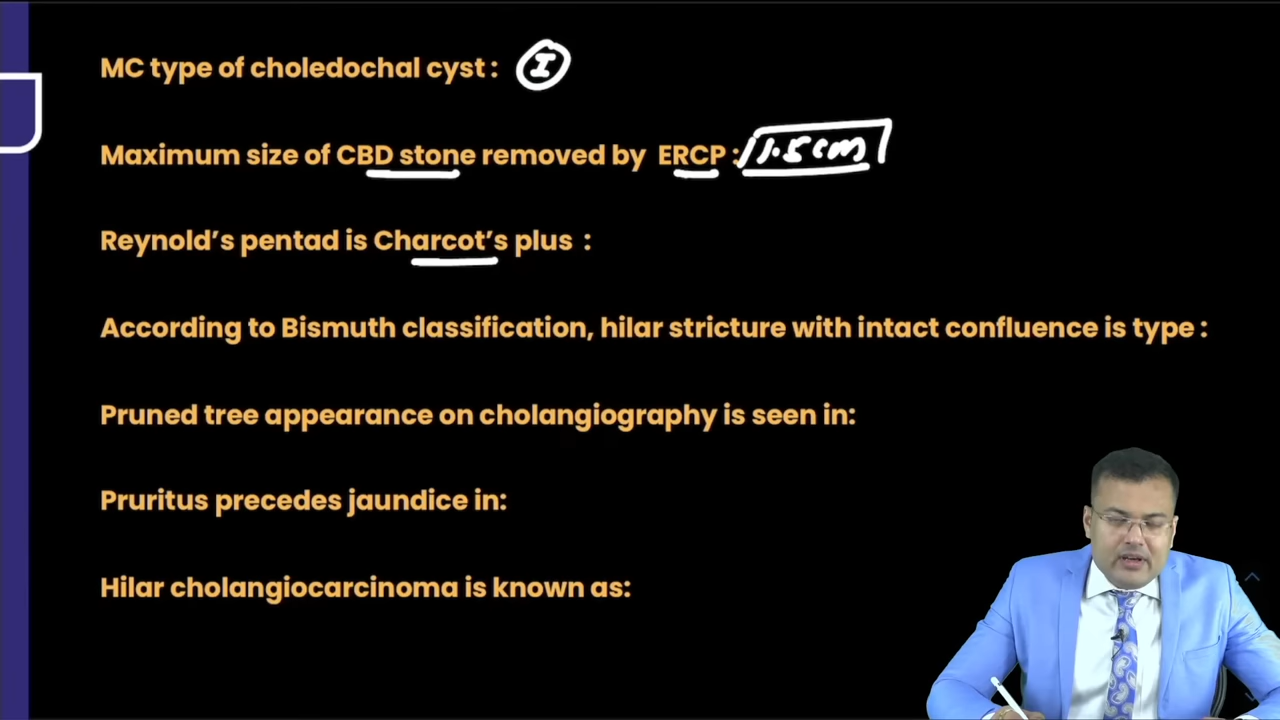 MC type of choledochal cyst : I
Maximum size of CBD stone removed by ERCP : 1.5cm
Reynold's pentad is Charcot's plus :
According to Bismuth classification, hilar stricture with intact confluence is type :
Pruned tree appearance on cholangiography is seen in:
Pruritus precedes jaundice in:
Hilar cholangiocarcinoma is known as: